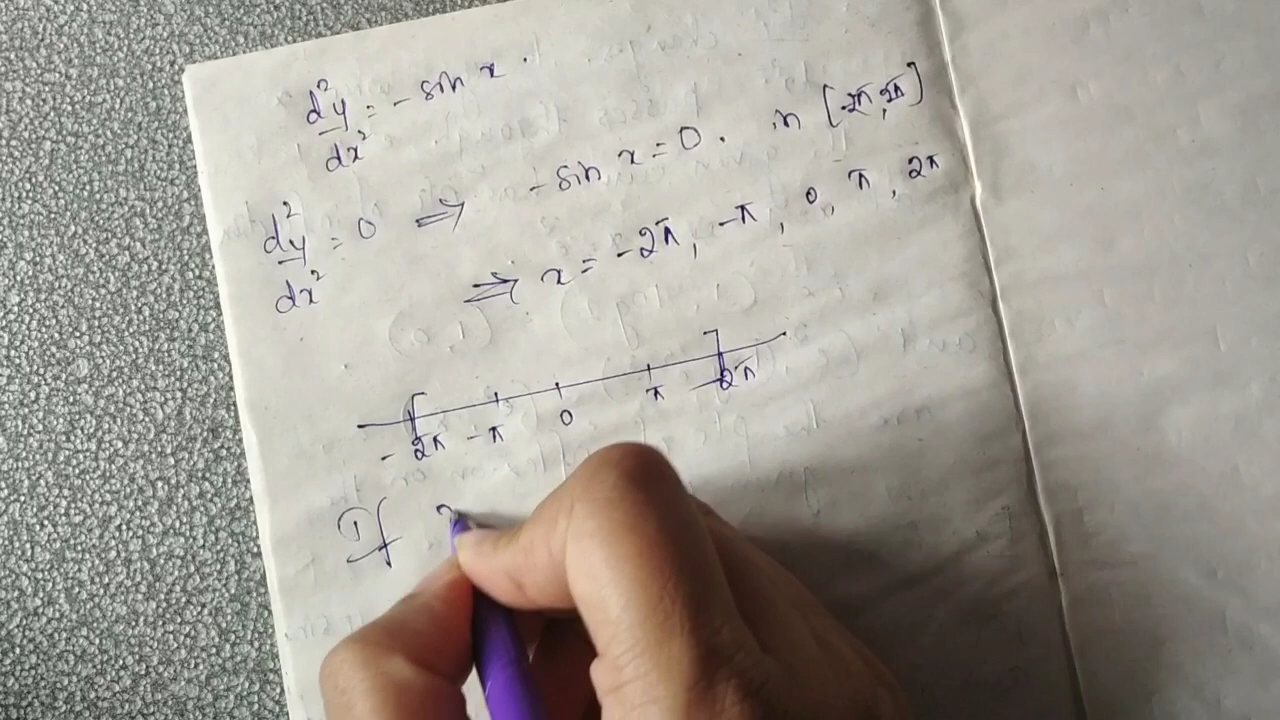 d²y/dx² = - sin x.
d²y/dx² = 0 ⇒ - sin x = 0. in [-2π, 2π]
⇒ x = -2π, -π, 0, π, 2π
-2π -π 0 π 2π
If